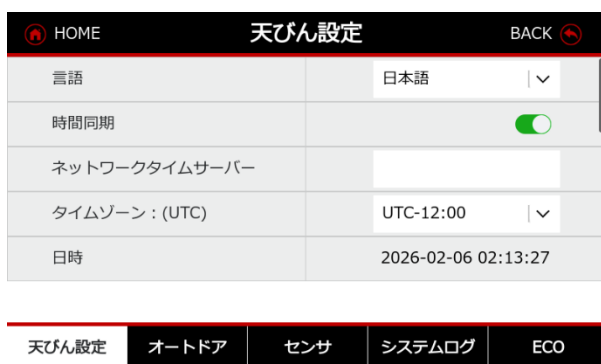 HOME 天びん設定 BACK
言語 日本語
時間同期
ネットワークタイムサーバー
タイムゾーン：(UTC) UTC-12:00
日時 2026-02-06 02:13:27
天びん設定 オートドア センサ システムログ ECO